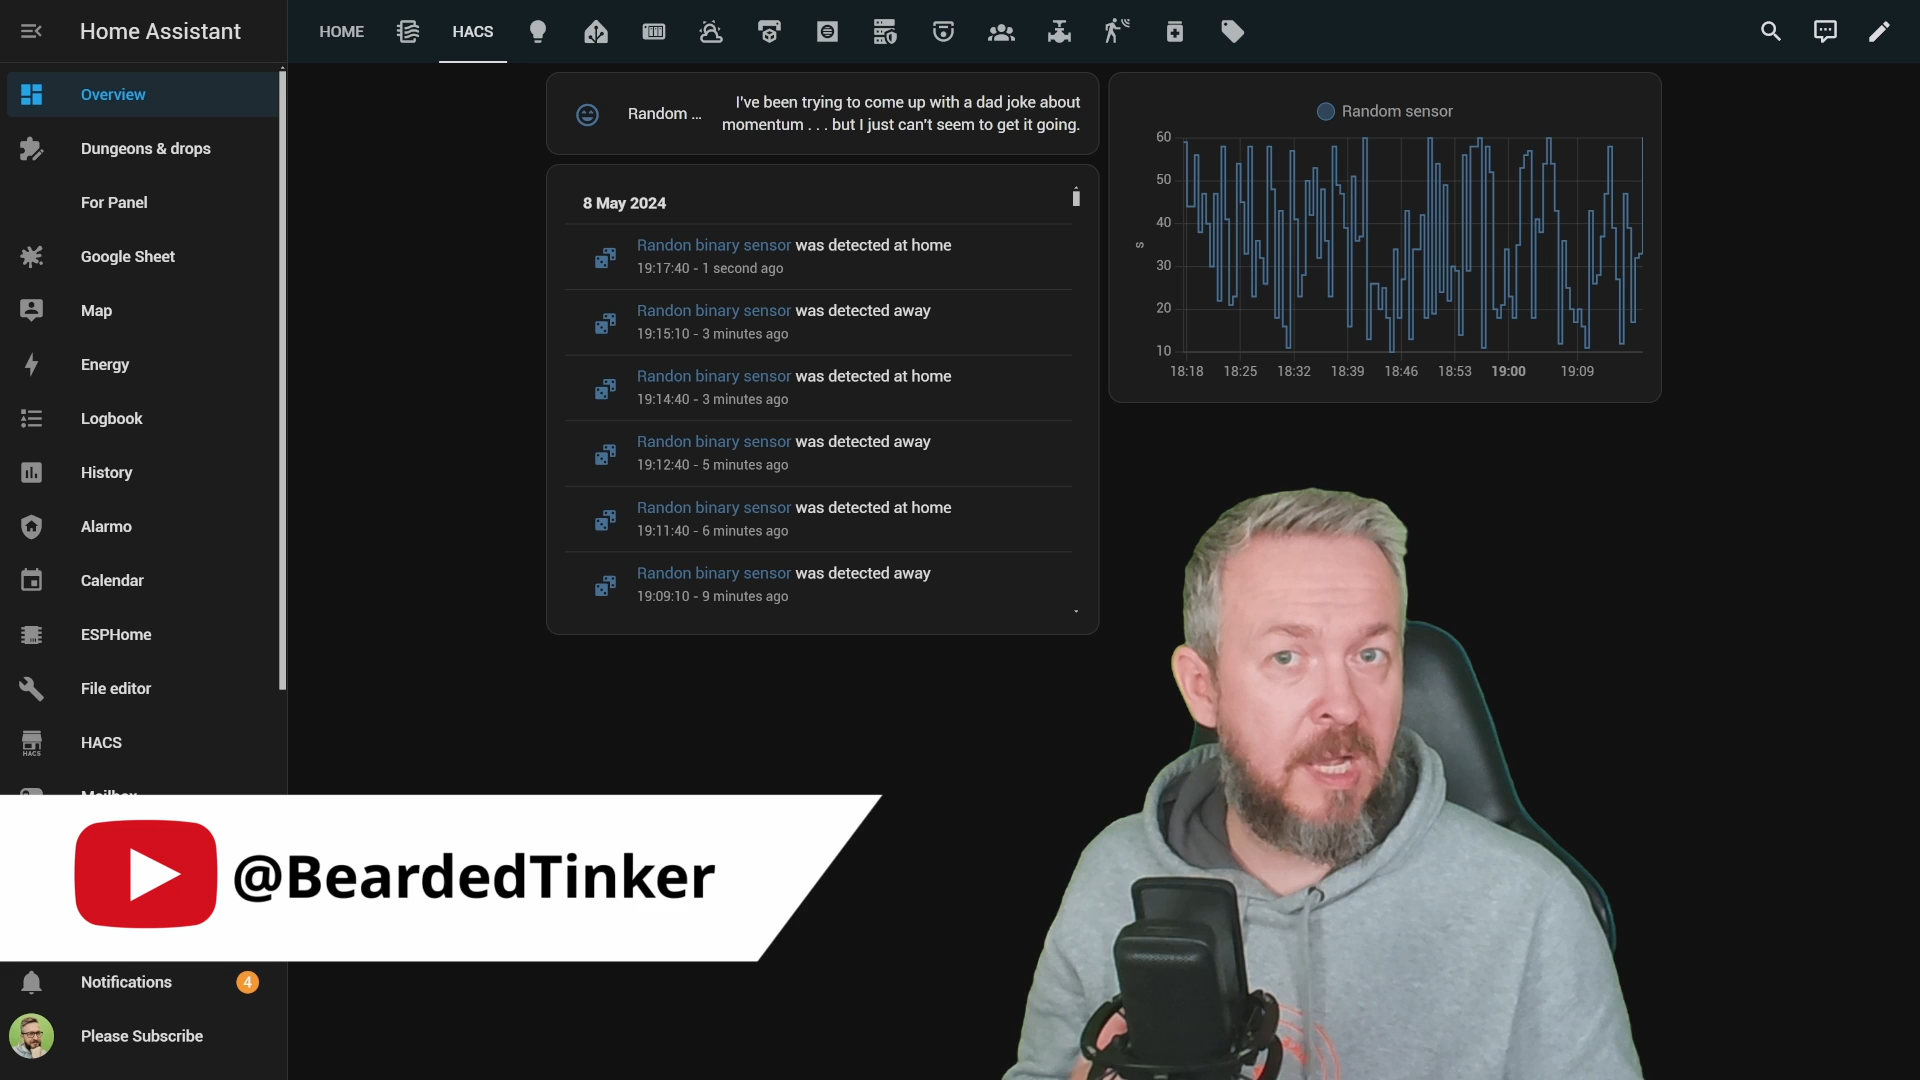 Home Assistant
HOME
HACS
Overview
Dungeons & drops
For Panel
Google Sheet
Map
Energy
Logbook
History
Alarmo
Calendar
ESPHome
File editor
HACS
HACS
Notifications
4
Please Subscribe
Random ...
I've been trying to come up with a dad joke about
momentum . . . but I just can't seem to get it going.
8 May 2024
Randon binary sensor was detected at home
19:17:40 - 1 second ago
Randon binary sensor was detected away
19:15:10 - 3 minutes ago
Randon binary sensor was detected at home
19:14:40 - 3 minutes ago
Randon binary sensor was detected away
19:12:40 - 5 minutes ago
Randon binary sensor was detected at home
19:11:40 - 6 minutes ago
Randon binary sensor was detected away
19:09:10 - 9 minutes ago
Random sensor
60
50
40
30
20
10
s
18:18 18:25 18:32 18:39 18:46 18:53 19:00 19:09
@BeardedTinker